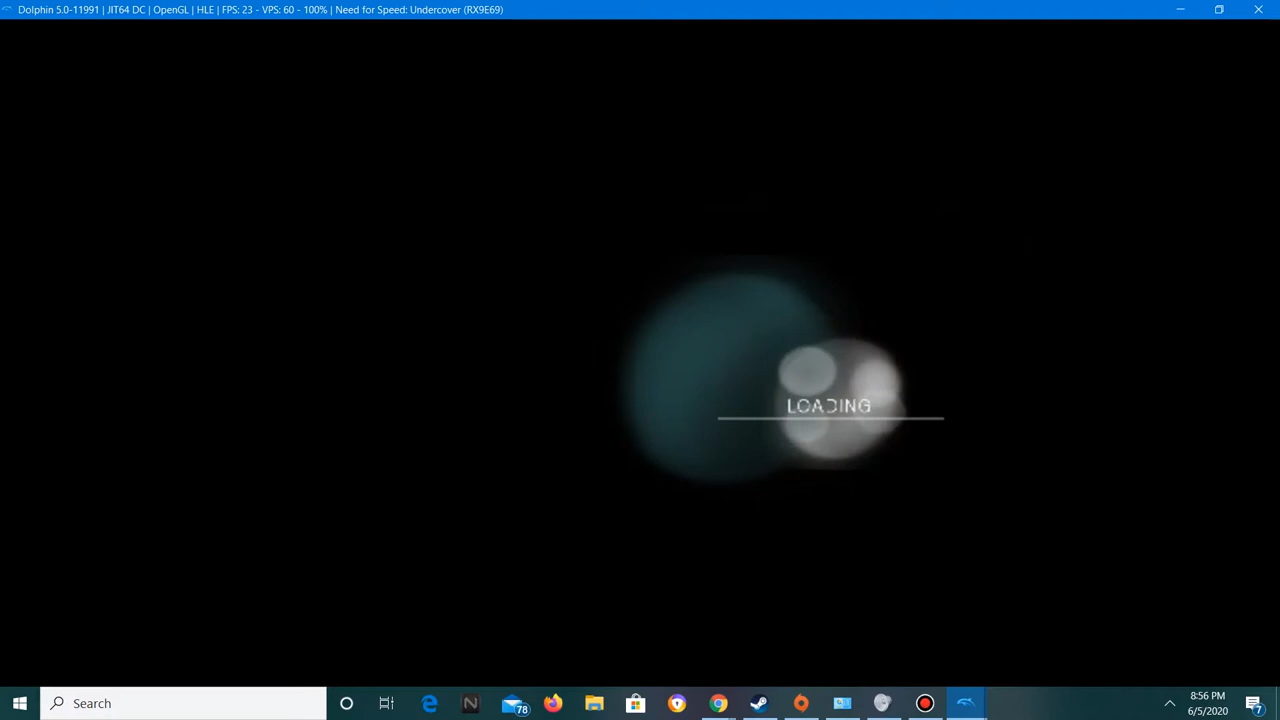 Dolphin 5.0-11991 | JIT64 DC | OpenGL | HLE | FPS: 23 - VPS: 60 - 100% | Need for Speed: Undercover (RX9E69)
LOADING
Search
78
8:56 PM
6/5/2020
7